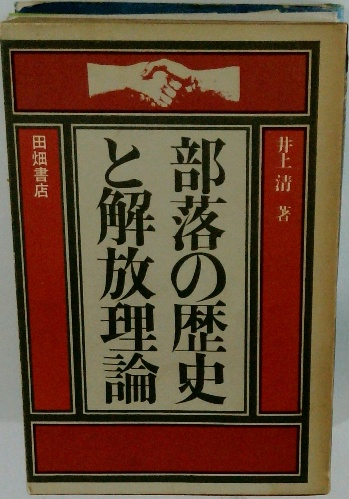 井上清 著
部落の歴史
と解放理論
田畑書店